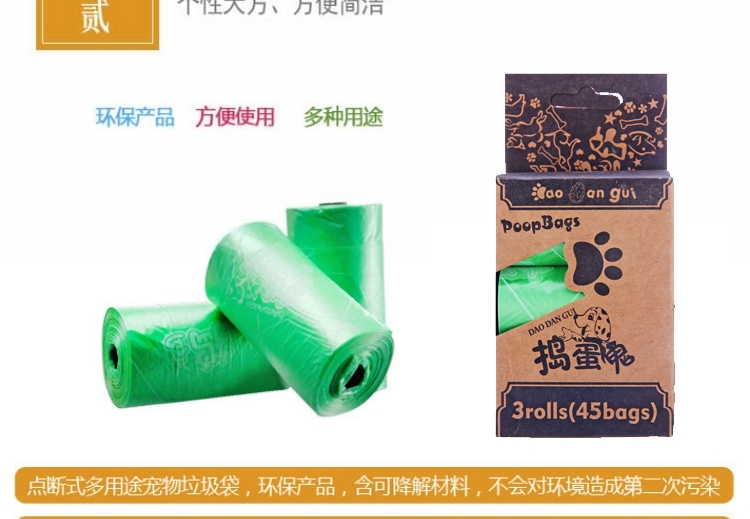 贰
个性大方、方便简洁
环保产品 方便使用 多种用途
Dao Dan gui
PoopBags
DAO DAN GUI
捣蛋鬼
3rolls(45bags)
点断式多用途宠物垃圾袋，环保产品，含可降解材料，不会对环境造成第二次污染